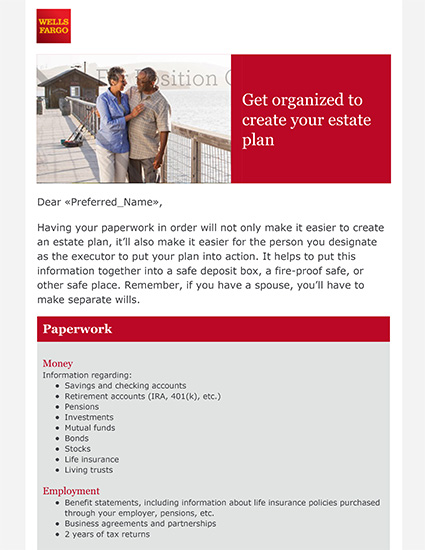 WELLS
FARGO
For Position O
Get organized to
create your estate
plan
Dear «Preferred_Name»,
Having your paperwork in order will not only make it easier to create
an estate plan, it’ll also make it easier for the person you designate
as the executor to put your plan into action. It helps to put this
information together into a safe deposit box, a fire-proof safe, or
other safe place. Remember, if you have a spouse, you’ll have to
make separate wills.
Paperwork
Money
Information regarding:
• Savings and checking accounts
• Retirement accounts (IRA, 401(k), etc.)
• Pensions
• Investments
• Mutual funds
• Bonds
• Stocks
• Life insurance
• Living trusts
Employment
• Benefit statements, including information about life insurance policies purchased
through your employer, pensions, etc.
• Business agreements and partnerships
• 2 years of tax returns